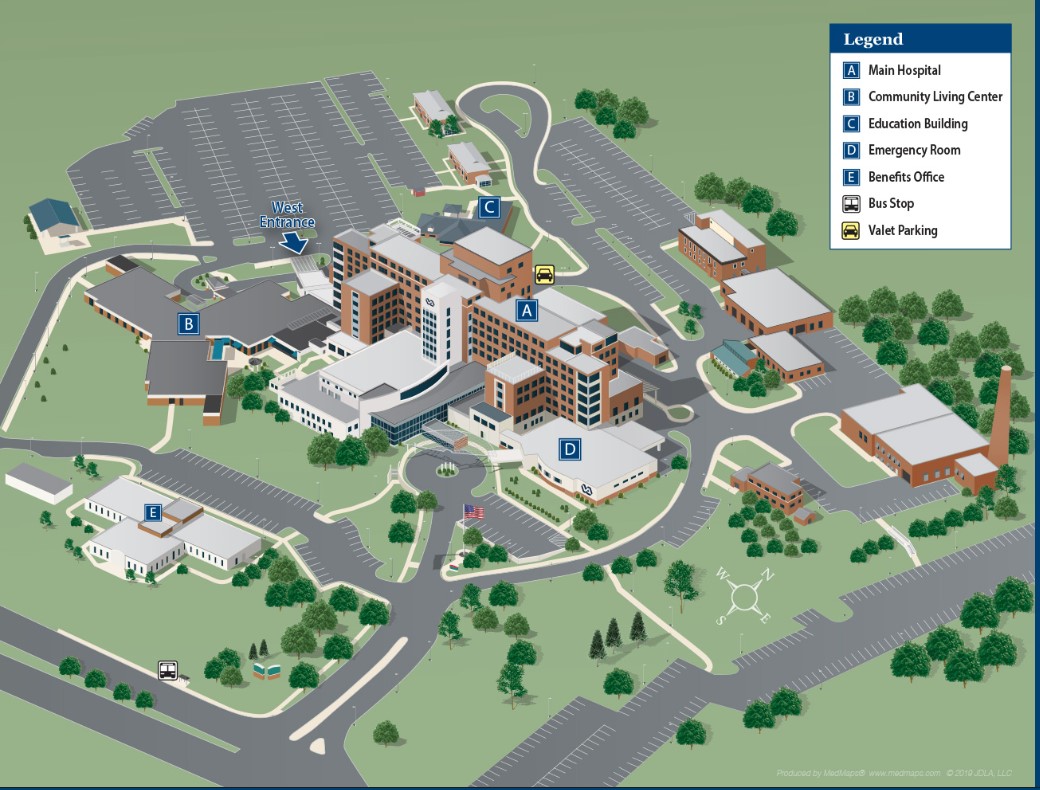 Legend
A Main Hospital
B Community Living Center
C Education Building
D Emergency Room
E Benefits Office
Bus Stop
Valet Parking
West
Entrance
C
A
B
D
E
W N
S E
Produced by MedMaps® www.medmaps.com © 2019 JDLA, LLC